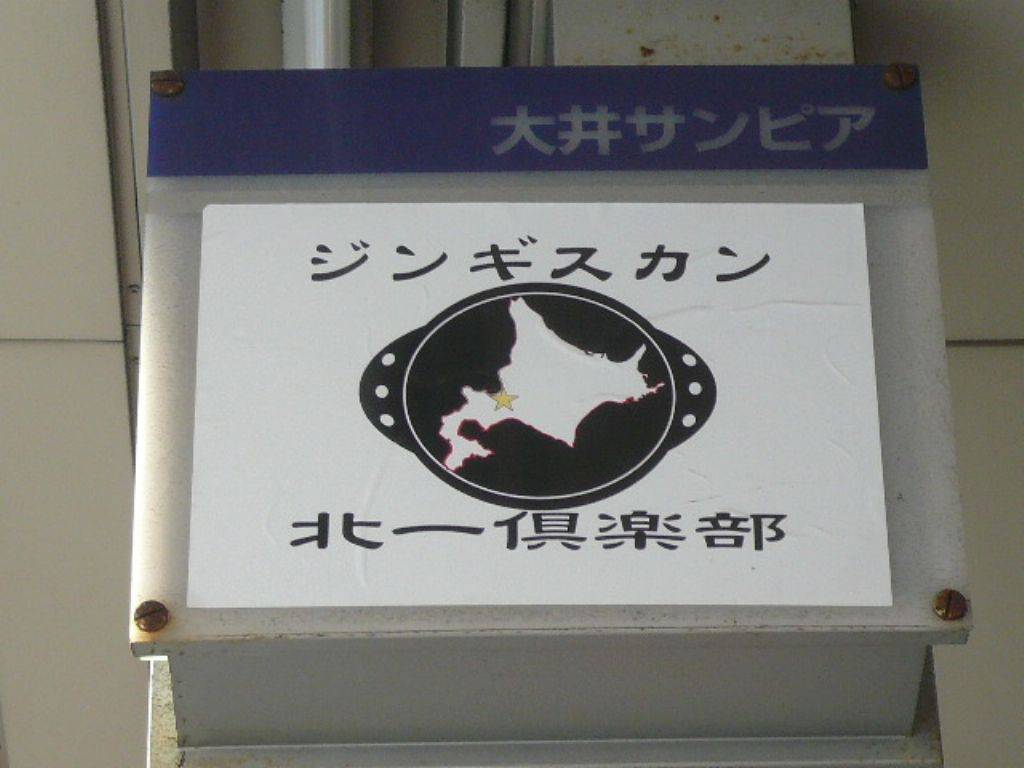 大井サンピア
ジンギスカン
北一倶楽部